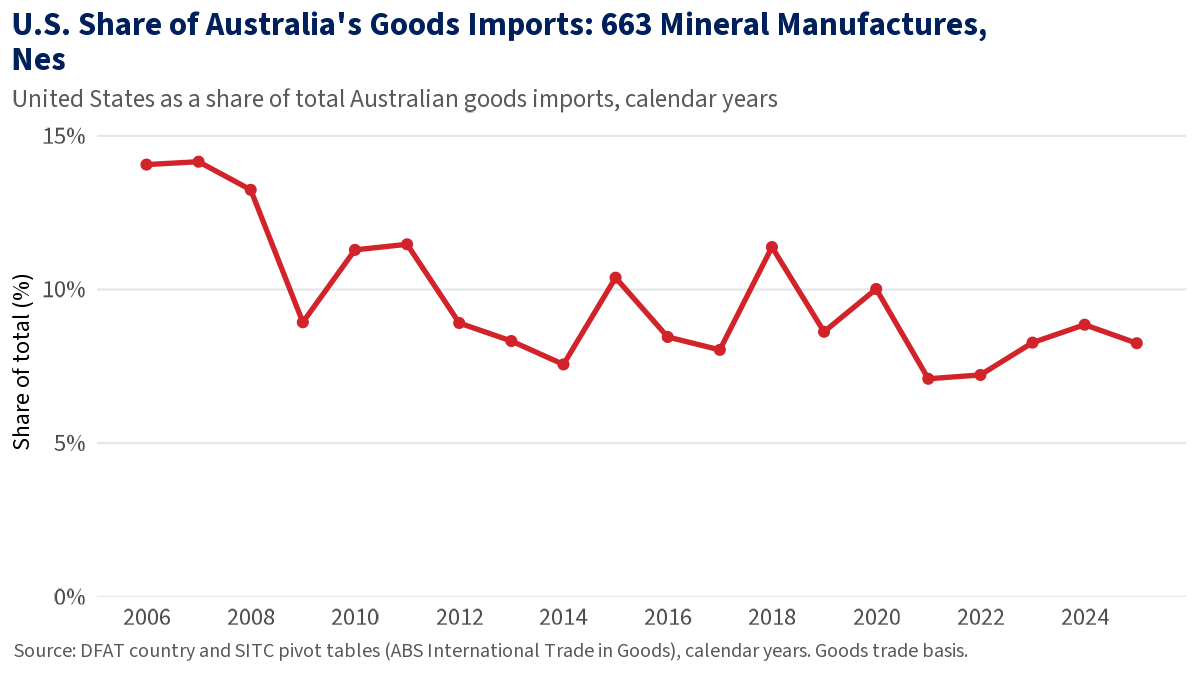 U.S. Share of Australia's Goods Imports: 663 Mineral Manufactures,
Nes
United States as a share of total Australian goods imports, calendar years
Share of total (%)
15%
10%
5%
0%
2006 2008 2010 2012 2014 2016 2018 2020 2022 2024
Source: DFAT country and SITC pivot tables (ABS International Trade in Goods), calendar years. Goods trade basis.